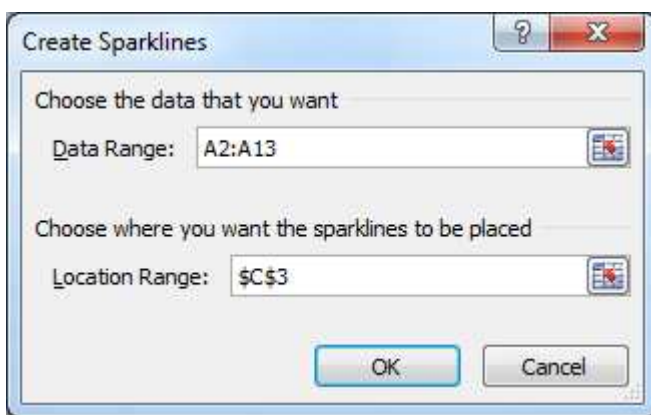 Create Sparklines
?
Choose the data that you want
Data Range: A2:A13
Choose where you want the sparklines to be placed
Location Range: $C$3
OK Cancel